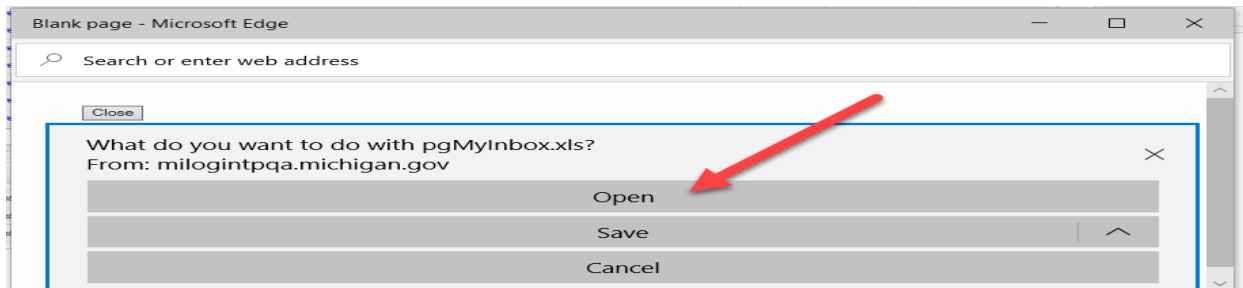 Blank page - Microsoft Edge
Search or enter web address
Close
What do you want to do with pgMyInbox.xls?
From: milogintpqa.michigan.gov
Open
Save
Cancel